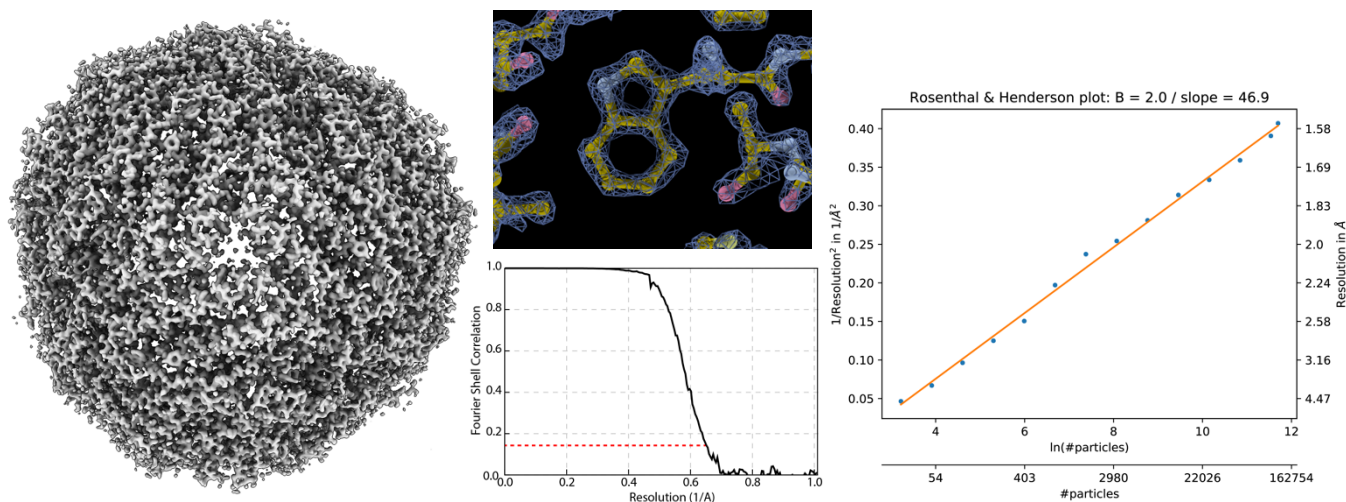 1.0
0.8
0.6
0.4
0.2
0.0
Fourier Shell Correlation
0.0 0.2 0.4 0.6 0.8 1.0
Resolution (1/A)
Rosenthal & Henderson plot: B = 2.0 / slope = 46.9
0.40
0.35
0.30
0.25
0.20
0.15
0.10
0.05
1/Resolution² in 1/Å²
1.58
1.69
1.83
2.0
2.24
2.58
3.16
4.47
Resolution in Å
4 6 8 10 12
ln(#particles)
54 403 2980 22026 162754
#particles